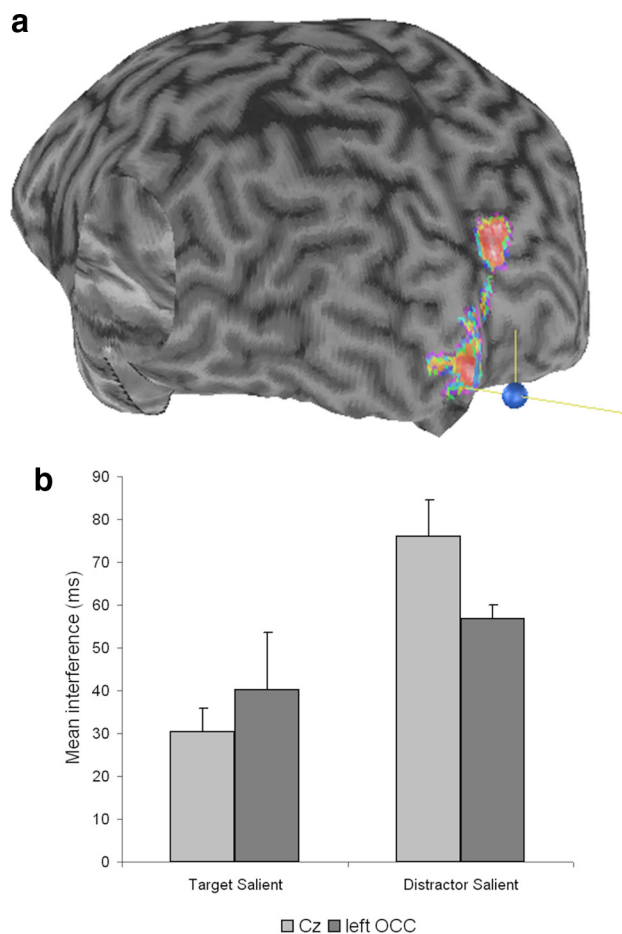 a
b
Mean interference (ms)
90
80
70
60
50
40
30
20
10
0
Target Salient Distractor Salient
Cz left OCC